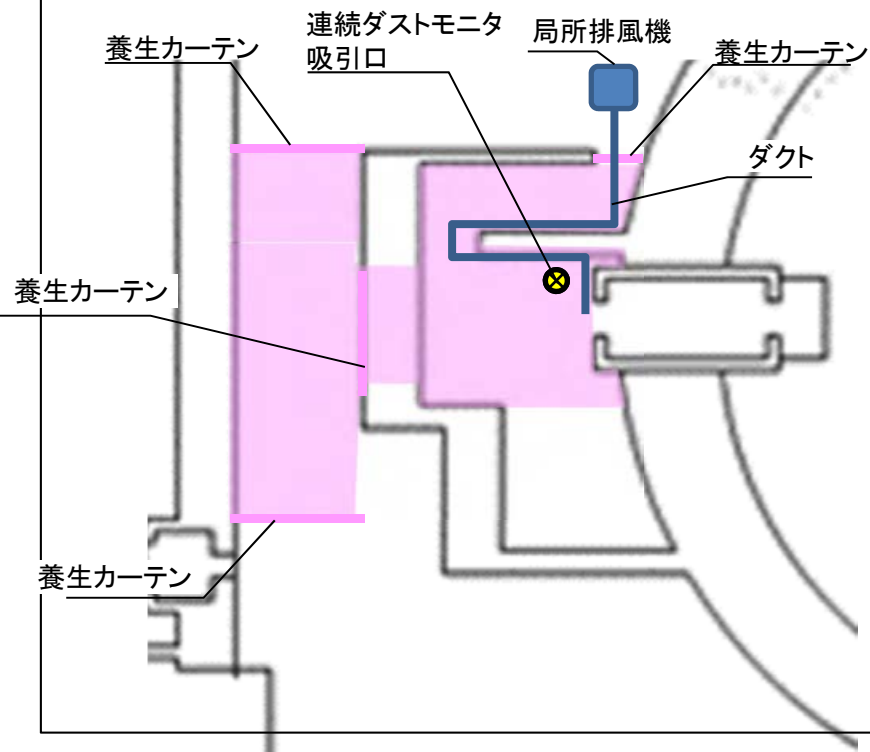 養生カーテン
連続ダストモニタ
吸引口
局所排風機
養生カーテン
ダクト
養生カーテン
養生カーテン